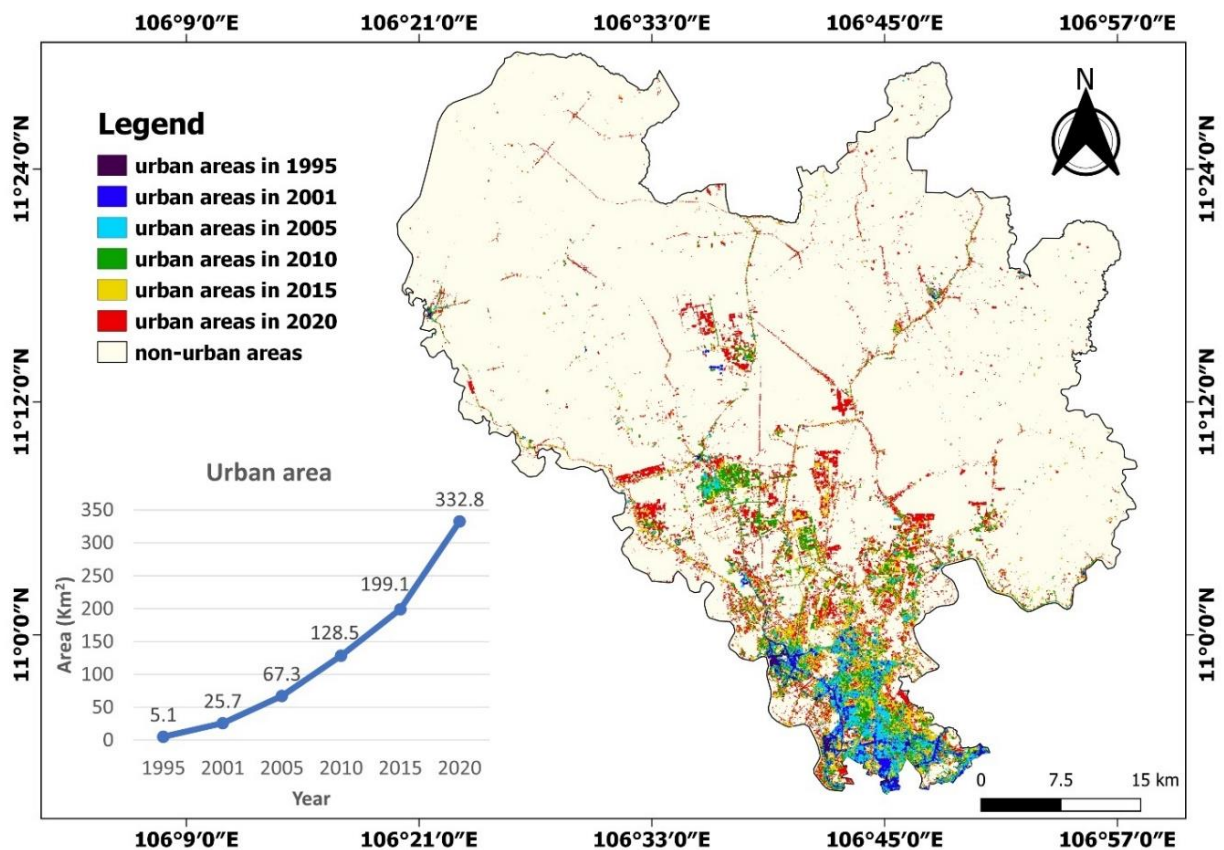 106°9′0″E 106°21′0″E 106°33′0″E 106°45′0″E 106°57′0″E
N
Legend
urban areas in 1995
urban areas in 2001
urban areas in 2005
urban areas in 2010
urban areas in 2015
urban areas in 2020
non-urban areas
11°24′0″N
11°24′0″N
11°12′0″N
11°12′0″N
11°0′0″N
11°0′0″N
Urban area
Area (Km²)
350
300
250
200
150
100
50
0
5.1
25.7
67.3
128.5
199.1
332.8
1995 2001 2005 2010 2015 2020
Year
0 7.5 15 km
106°9′0″E 106°21′0″E 106°33′0″E 106°45′0″E 106°57′0″E